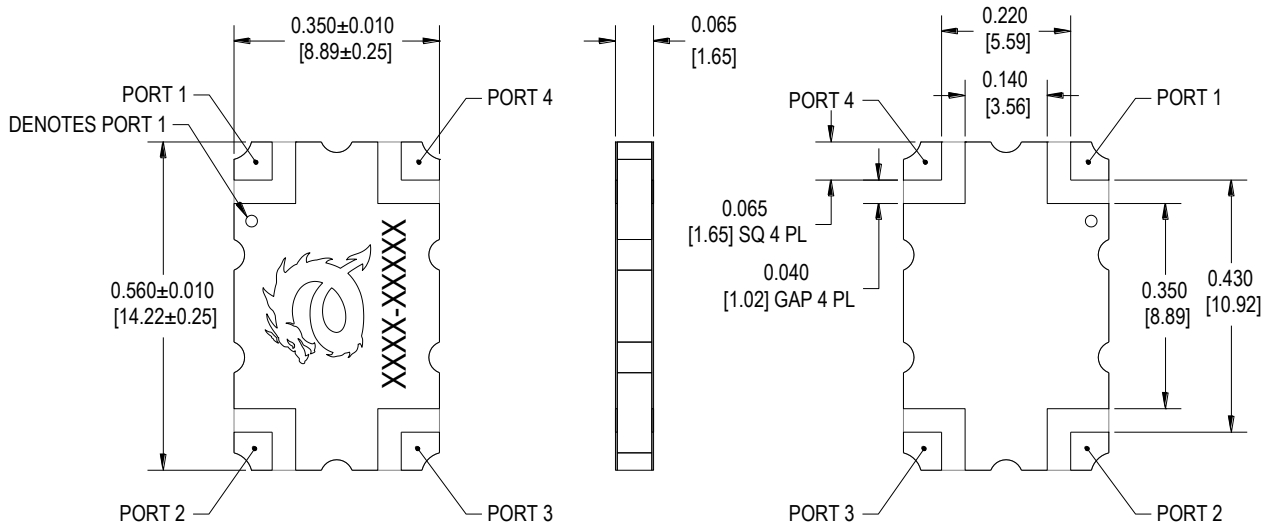 0.350±0.010
[8.89±0.25]
PORT 1
DENOTES PORT 1
PORT 4
0.560±0.010
[14.22±0.25]
XXXX-XXXXX
PORT 2
PORT 3
0.065
[1.65]
0.220
[5.59]
0.140
[3.56]
PORT 4
PORT 1
0.065
[1.65] SQ 4 PL
0.040
[1.02] GAP 4 PL
0.350
[8.89]
0.430
[10.92]
PORT 3
PORT 2